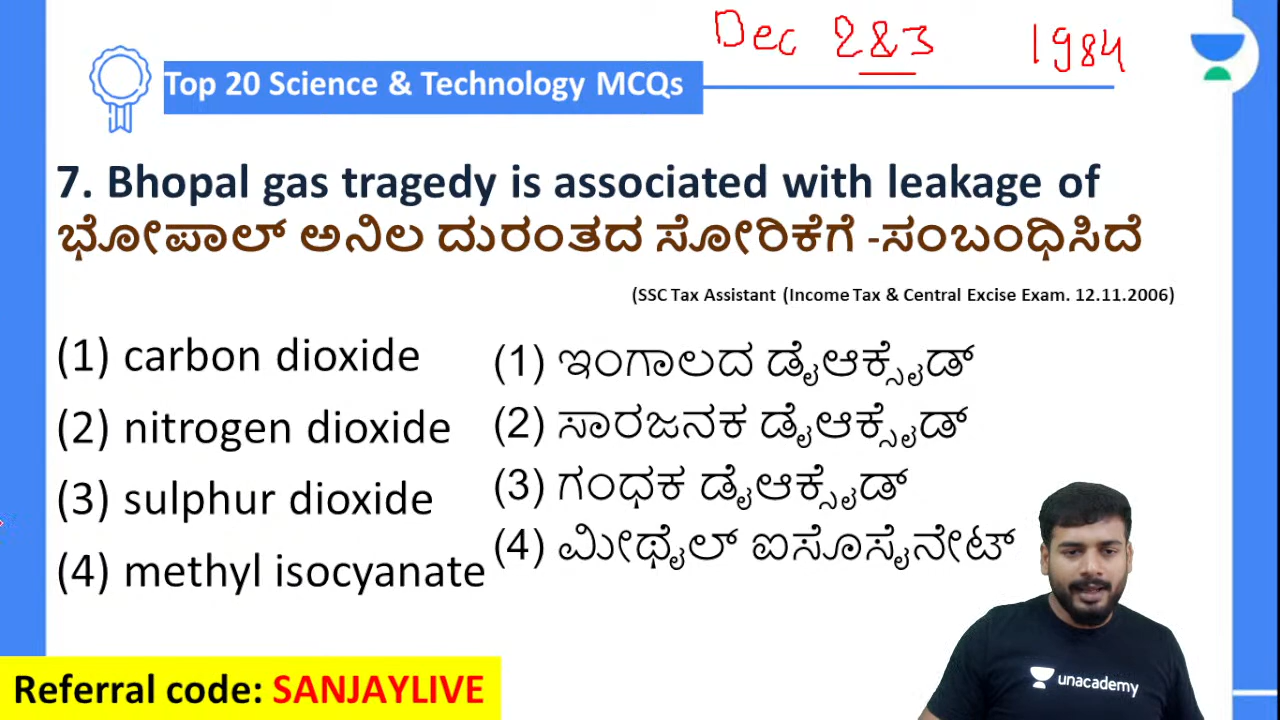 Dec 2&3 1984
Top 20 Science & Technology MCQs
7. Bhopal gas tragedy is associated with leakage of
ಭೋಪಾಲ್ ಅನಿಲ ದುರಂತದ ಸೋರಿಕೆಗೆ -ಸಂಬಂಧಿಸಿದೆ
(SSC Tax Assistant (Income Tax & Central Excise Exam. 12.11.2006)
(1) carbon dioxide
(2) nitrogen dioxide
(3) sulphur dioxide
(4) methyl isocyanate
(1) ಇಂಗಾಲದ ಡೈಆಕ್ಸೈಡ್
(2) ಸಾರಜನಕ ಡೈಆಕ್ಸೈಡ್
(3) ಗಂಧಕ ಡೈಆಕ್ಸೈಡ್
(4) ಮೀಥೈಲ್ ಐಸೊಸೈನೇಟ್
unacademy
Referral code: SANJAYLIVE